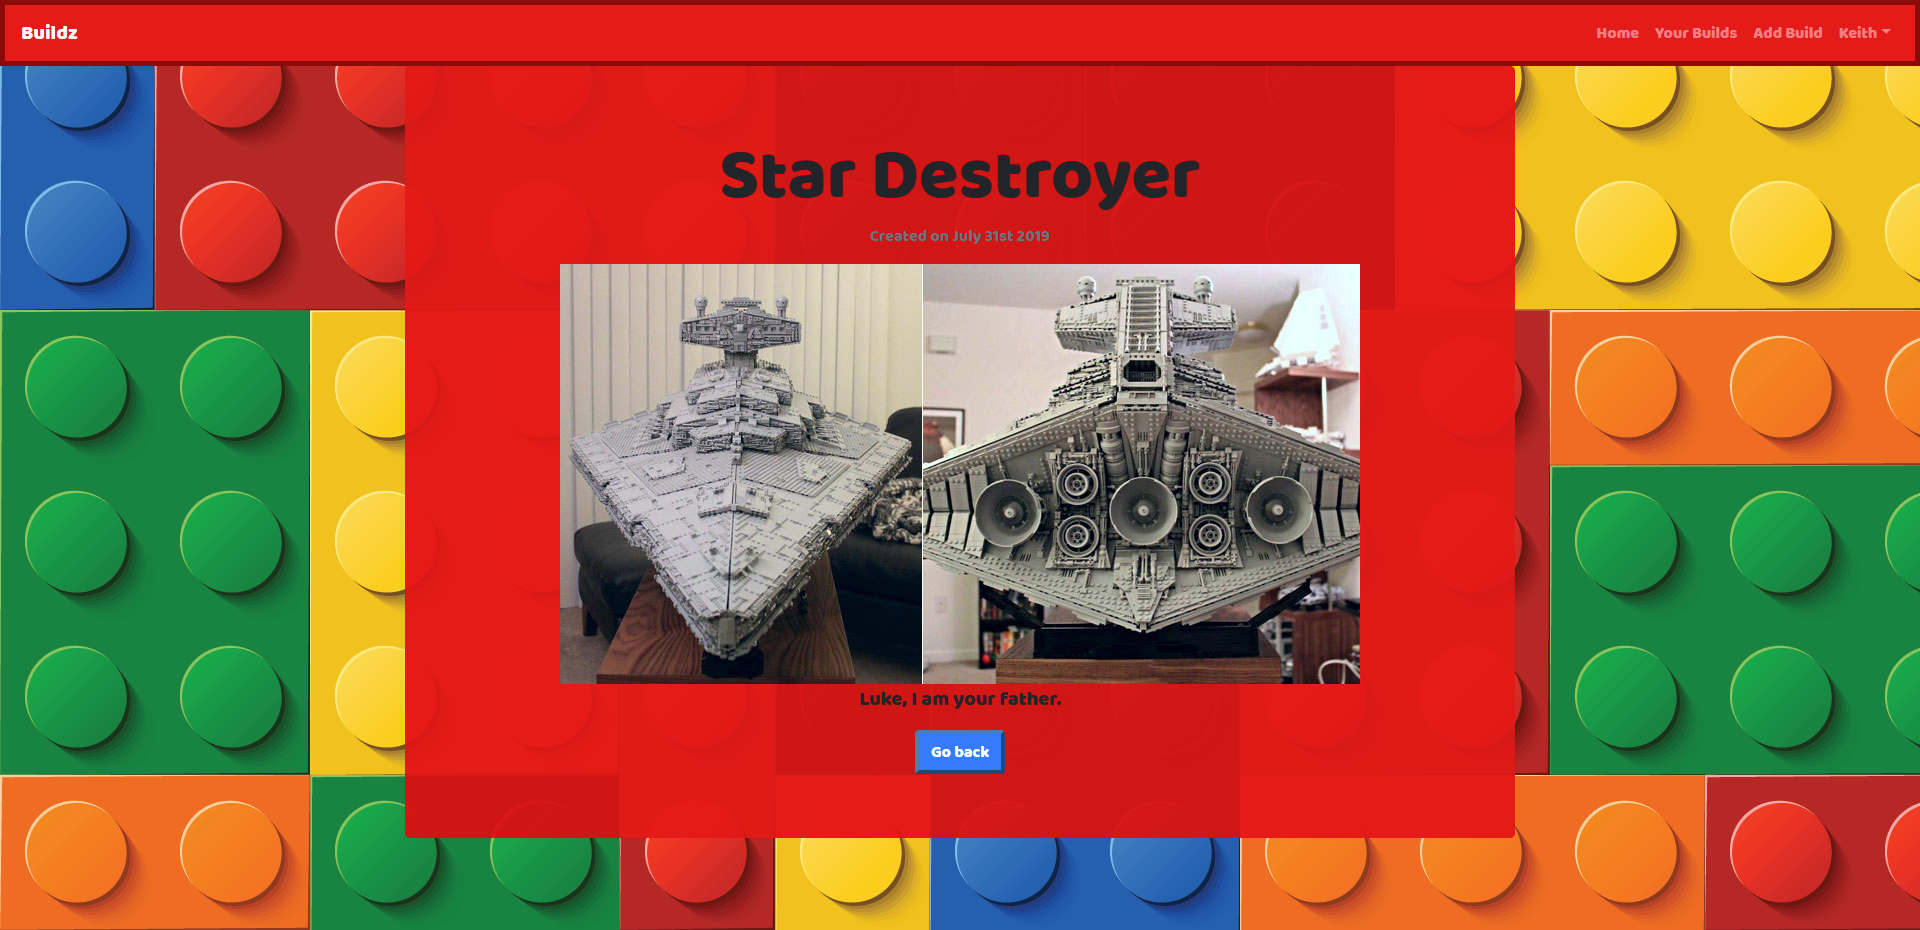 Buildz
Home Your Builds Add Build Keith
Star Destroyer
Created on July 31st 2019
Luke, I am your father.
Go back